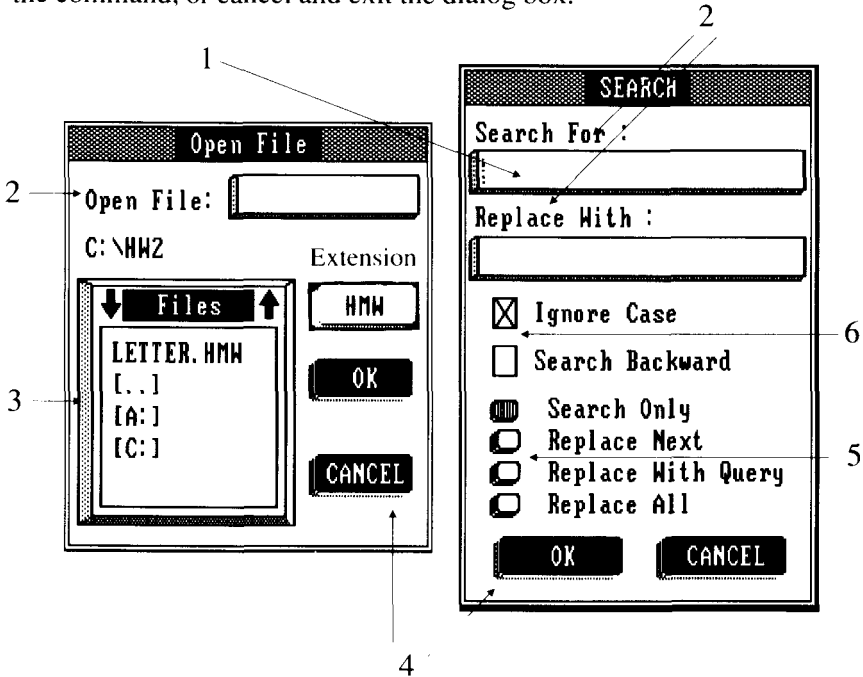 the command, or cancel and exit the dialog box.
2
1
SEARCH
Search For :
Replace With :
Ignore Case
Search Backward
6
Search Only
Replace Next
Replace With Query
Replace All
5
OK
CANCEL
Open File
2
Open File:
C:\HW2
Extension
HMW
Files
LETTER.HMW
[..]
[A:]
[C:]
3
OK
CANCEL
4